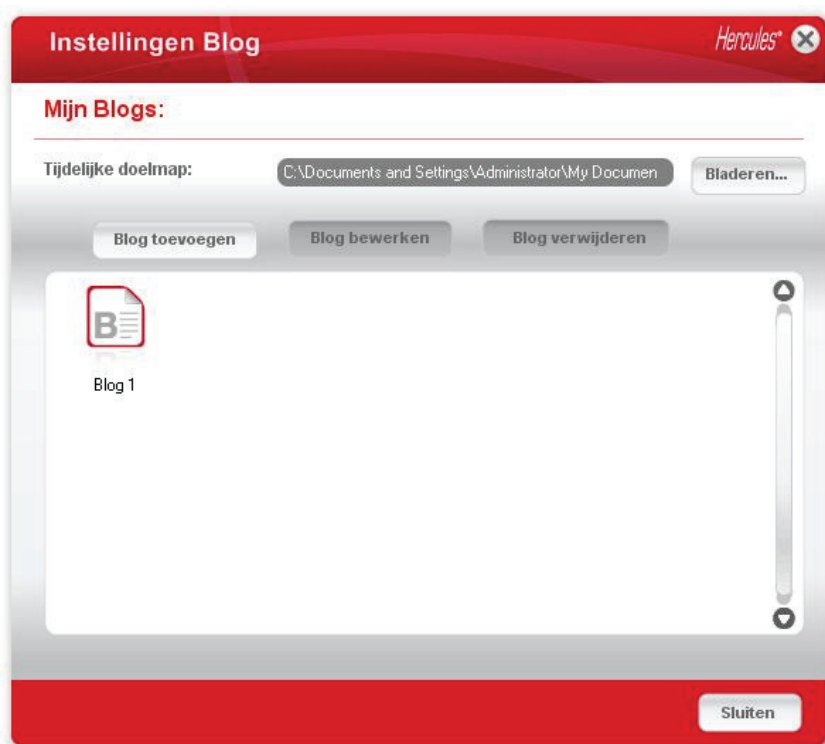 Instellingen Blog
Hercules®
Mijn Blogs:
Tijdelijke doelmap:
C:\Documents and Settings\Administrator\My Documen
Bladeren...
Blog toevoegen
Blog bewerken
Blog verwijderen
B
Blog 1
Sluiten